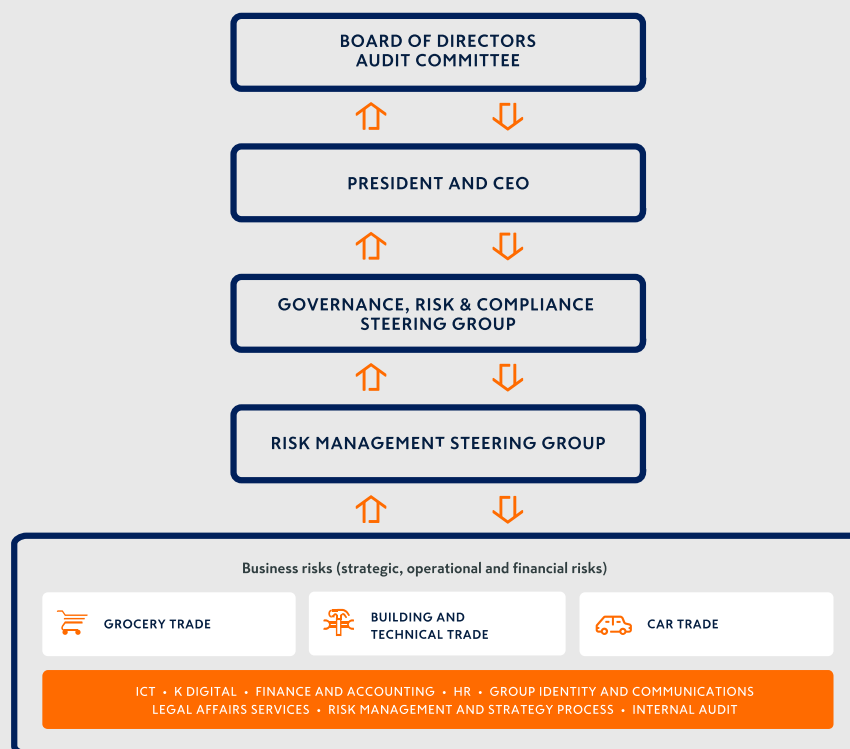 BOARD OF DIRECTORS
AUDIT COMMITTEE
PRESIDENT AND CEO
GOVERNANCE, RISK & COMPLIANCE
STEERING GROUP
RISK MANAGEMENT STEERING GROUP
Business risks (strategic, operational and financial risks)
GROCERY TRADE
BUILDING AND
TECHNICAL TRADE
CAR TRADE
ICT • K DIGITAL • FINANCE AND ACCOUNTING • HR • GROUP IDENTITY AND COMMUNICATIONS
LEGAL AFFAIRS SERVICES • RISK MANAGEMENT AND STRATEGY PROCESS • INTERNAL AUDIT